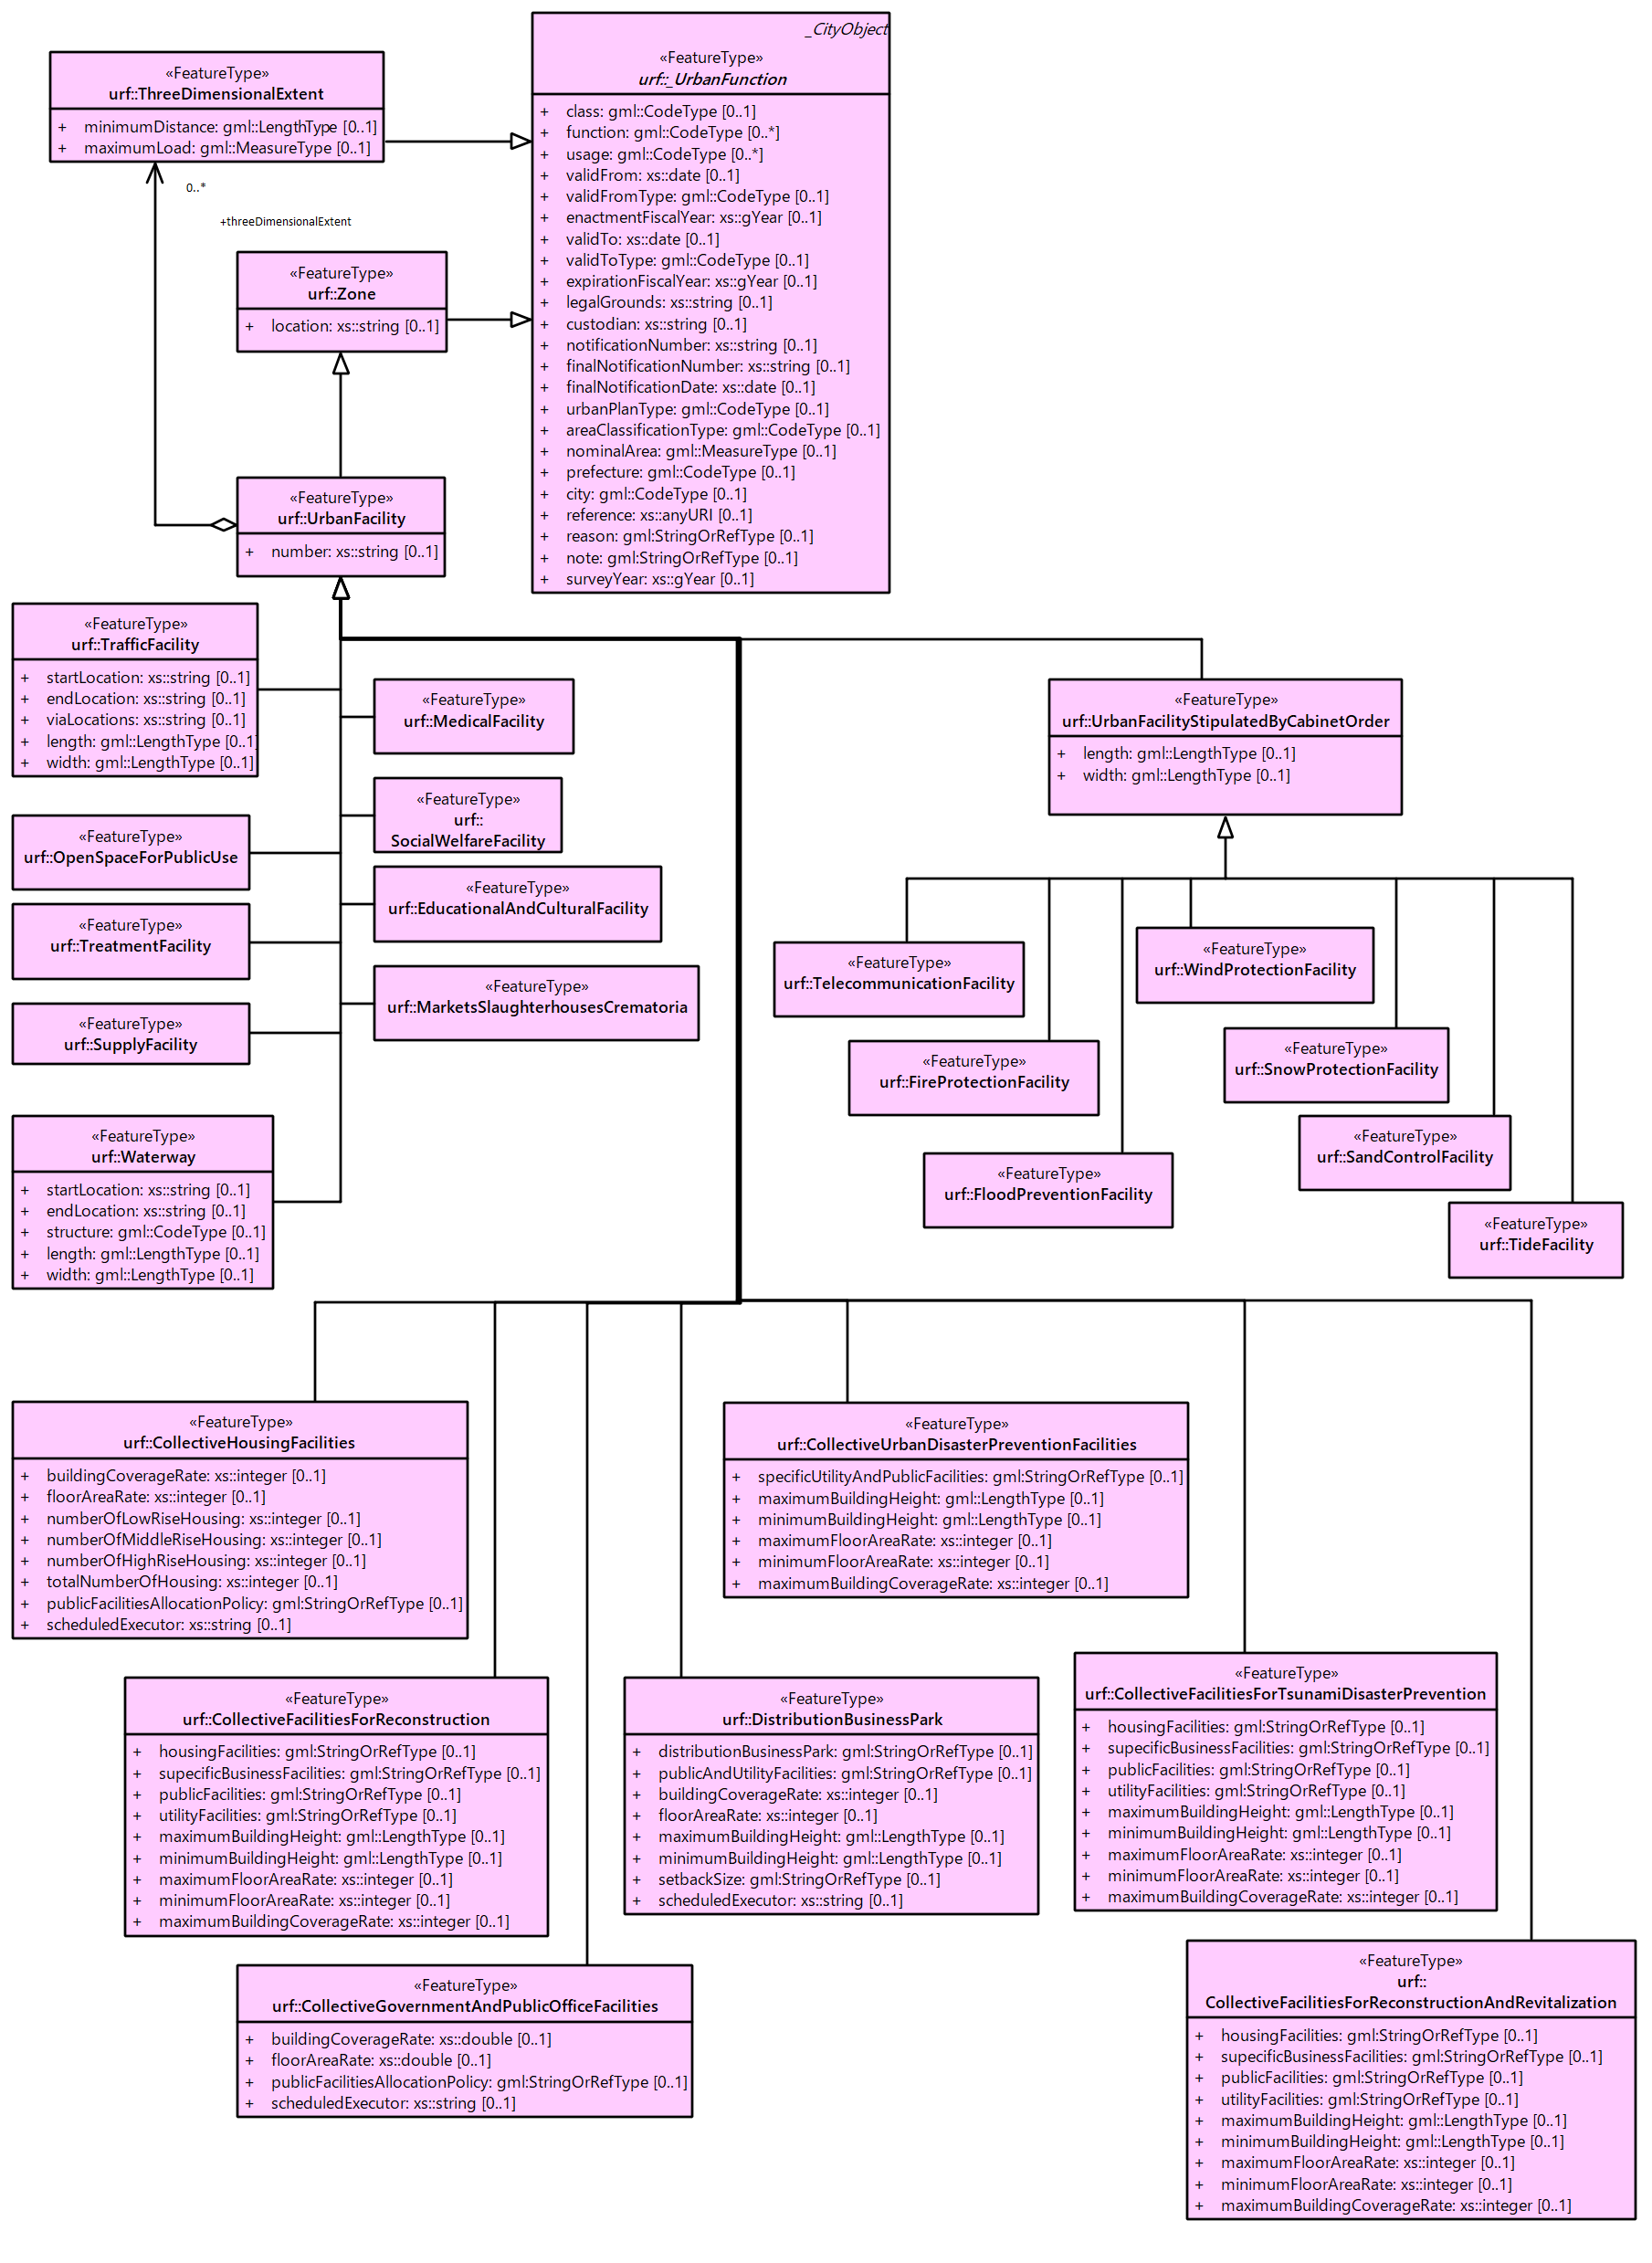 _CityObject
«FeatureType»
urf::_UrbanFunction
+ class: gml::CodeType [0..1]
+ function: gml::CodeType [0..*]
+ usage: gml::CodeType [0..*]
+ validFrom: xs::date [0..1]
+ validFromType: gml::CodeType [0..1]
+ enactmentFiscalYear: xs::gYear [0..1]
+ validTo: xs::date [0..1]
+ validToType: gml::CodeType [0..1]
+ expirationFiscalYear: xs::gYear [0..1]
+ legalGrounds: xs::string [0..1]
+ custodian: xs::string [0..1]
+ notificationNumber: xs::string [0..1]
+ finalNotificationNumber: xs::string [0..1]
+ finalNotificationDate: xs::date [0..1]
+ urbanPlanType: gml::CodeType [0..1]
+ areaClassificationType: gml::CodeType [0..1]
+ nominalArea: gml::MeasureType [0..1]
+ prefecture: gml::CodeType [0..1]
+ city: gml::CodeType [0..1]
+ reference: xs::anyURI [0..1]
+ reason: gml:StringOrRefType [0..1]
+ note: gml:StringOrRefType [0..1]
+ surveyYear: xs::gYear [0..1]
«FeatureType»
urf::ThreeDimensionalExtent
+ minimumDistance: gml::LengthType [0..1]
+ maximumLoad: gml::MeasureType [0..1]
0..*
+threeDimensionalExtent
«FeatureType»
urf::Zone
+ location: xs::string [0..1]
«FeatureType»
urf::UrbanFacility
+ number: xs::string [0..1]
«FeatureType»
urf::TrafficFacility
+ startLocation: xs::string [0..1]
+ endLocation: xs::string [0..1]
+ viaLocations: xs::string [0..1]
+ length: gml::LengthType [0..1]
+ width: gml::LengthType [0..1]
«FeatureType»
urf::MedicalFacility
«FeatureType»
urf::
SocialWelfareFacility
«FeatureType»
urf::OpenSpaceForPublicUse
«FeatureType»
urf::EducationalAndCulturalFacility
«FeatureType»
urf::TreatmentFacility
«FeatureType»
urf::MarketsSlaughterhousesCrematoria
«FeatureType»
urf::SupplyFacility
«FeatureType»
urf::Waterway
+ startLocation: xs::string [0..1]
+ endLocation: xs::string [0..1]
+ structure: gml::CodeType [0..1]
+ length: gml::LengthType [0..1]
+ width: gml::LengthType [0..1]
«FeatureType»
urf::UrbanFacilityStipulatedByCabinetOrder
+ length: gml::LengthType [0..1]
+ width: gml::LengthType [0..1]
«FeatureType»
urf::TelecommunicationFacility
«FeatureType»
urf::WindProtectionFacility
«FeatureType»
urf::FireProtectionFacility
«FeatureType»
urf::SnowProtectionFacility
«FeatureType»
urf::FloodPreventionFacility
«FeatureType»
urf::SandControlFacility
«FeatureType»
urf::TideFacility
«FeatureType»
urf::CollectiveHousingFacilities
+ buildingCoverageRate: xs::integer [0..1]
+ floorAreaRate: xs::integer [0..1]
+ numberOfLowRiseHousing: xs::integer [0..1]
+ numberOfMiddleRiseHousing: xs::integer [0..1]
+ numberOfHighRiseHousing: xs::integer [0..1]
+ totalNumberOfHousing: xs::integer [0..1]
+ publicFacilitiesAllocationPolicy: gml:StringOrRefType [0..1]
+ scheduledExecutor: xs::string [0..1]
«FeatureType»
urf::CollectiveUrbanDisasterPreventionFacilities
+ specificUtilityAndPublicFacilities: gml:StringOrRefType [0..1]
+ maximumBuildingHeight: gml::LengthType [0..1]
+ minimumBuildingHeight: gml::LengthType [0..1]
+ maximumFloorAreaRate: xs::integer [0..1]
+ minimumFloorAreaRate: xs::integer [0..1]
+ maximumBuildingCoverageRate: xs::integer [0..1]
«FeatureType»
urf::CollectiveFacilitiesForReconstruction
+ housingFacilities: gml:StringOrRefType [0..1]
+ supecificBusinessFacilities: gml:StringOrRefType [0..1]
+ publicFacilities: gml:StringOrRefType [0..1]
+ utilityFacilities: gml:StringOrRefType [0..1]
+ maximumBuildingHeight: gml::LengthType [0..1]
+ minimumBuildingHeight: gml::LengthType [0..1]
+ maximumFloorAreaRate: xs::integer [0..1]
+ minimumFloorAreaRate: xs::integer [0..1]
+ maximumBuildingCoverageRate: xs::integer [0..1]
«FeatureType»
urf::DistributionBusinessPark
+ distributionBusinessPark: gml:StringOrRefType [0..1]
+ publicAndUtilityFacilities: gml:StringOrRefType [0..1]
+ buildingCoverageRate: xs::integer [0..1]
+ floorAreaRate: xs::integer [0..1]
+ maximumBuildingHeight: gml::LengthType [0..1]
+ minimumBuildingHeight: gml::LengthType [0..1]
+ setbackSize: gml:StringOrRefType [0..1]
+ scheduledExecutor: xs::string [0..1]
«FeatureType»
urf::CollectiveFacilitiesForTsunamiDisasterPrevention
+ housingFacilities: gml:StringOrRefType [0..1]
+ supecificBusinessFacilities: gml:StringOrRefType [0..1]
+ publicFacilities: gml:StringOrRefType [0..1]
+ utilityFacilities: gml:StringOrRefType [0..1]
+ maximumBuildingHeight: gml::LengthType [0..1]
+ minimumBuildingHeight: gml::LengthType [0..1]
+ maximumFloorAreaRate: xs::integer [0..1]
+ minimumFloorAreaRate: xs::integer [0..1]
+ maximumBuildingCoverageRate: xs::integer [0..1]
«FeatureType»
urf::CollectiveGovernmentAndPublicOfficeFacilities
+ buildingCoverageRate: xs::double [0..1]
+ floorAreaRate: xs::double [0..1]
+ publicFacilitiesAllocationPolicy: gml:StringOrRefType [0..1]
+ scheduledExecutor: xs::string [0..1]
«FeatureType»
urf::
CollectiveFacilitiesForReconstructionAndRevitalization
+ housingFacilities: gml:StringOrRefType [0..1]
+ supecificBusinessFacilities: gml:StringOrRefType [0..1]
+ publicFacilities: gml:StringOrRefType [0..1]
+ utilityFacilities: gml:StringOrRefType [0..1]
+ maximumBuildingHeight: gml::LengthType [0..1]
+ minimumBuildingHeight: gml::LengthType [0..1]
+ maximumFloorAreaRate: xs::integer [0..1]
+ minimumFloorAreaRate: xs::integer [0..1]
+ maximumBuildingCoverageRate: xs::integer [0..1]